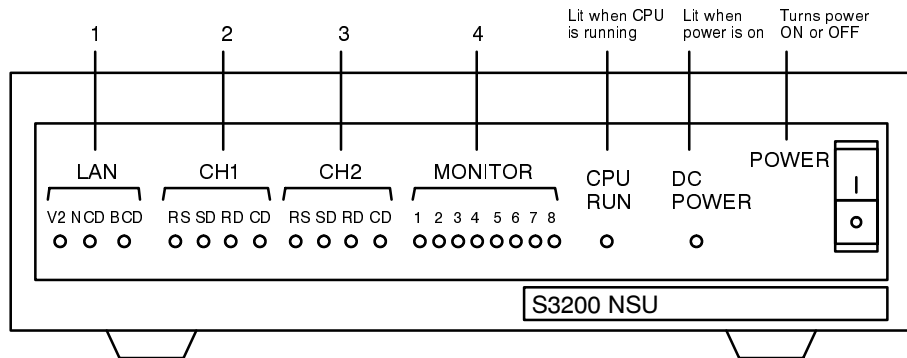 1 2 3 4 Lit when CPU is running Lit when power is on Turns power ON or OFF
LAN CH1 CH2 MONITOR CPU RUN DC POWER POWER
V2 NCD BCD RS SD RD CD RS SD RD CD 1 2 3 4 5 6 7 8
S3200 NSU